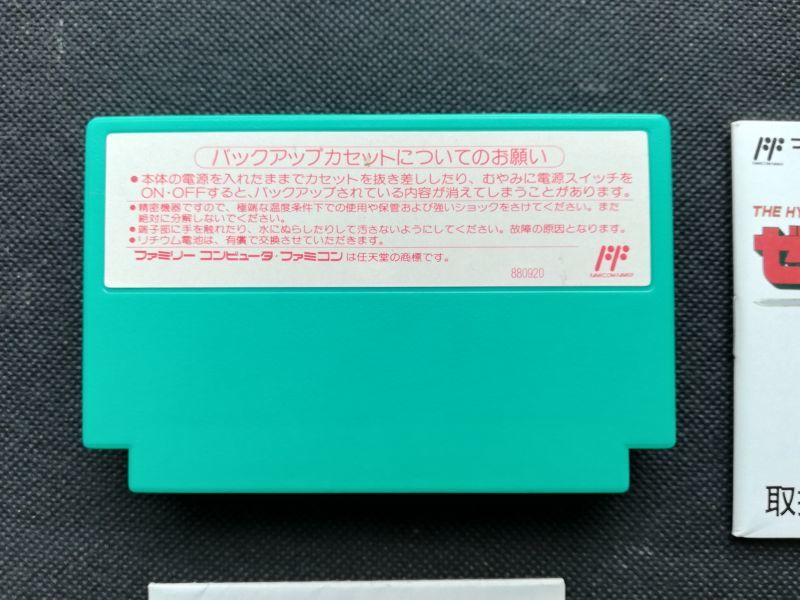 バックアップカセットについてのお願い
●本体の電源を入れたままでカセットを抜き差ししたり、むやみに電源スイッチを
ON・OFFすると、バックアップされている内容が消えてしまうことがあります。
●精密機器ですので、極端な温度条件下での使用や保管および強いショックをさけてください。また
絶対に分解しないでください。
●端子部に手を触れたり、水にぬらしたりして汚さないようにしてください。故障の原因となります。
●リチウム電池は、有償で交換させていただきます。
ファミリーコンピュータ・ファミコンは任天堂の商標です。
880920
THE HY
ゼ
取